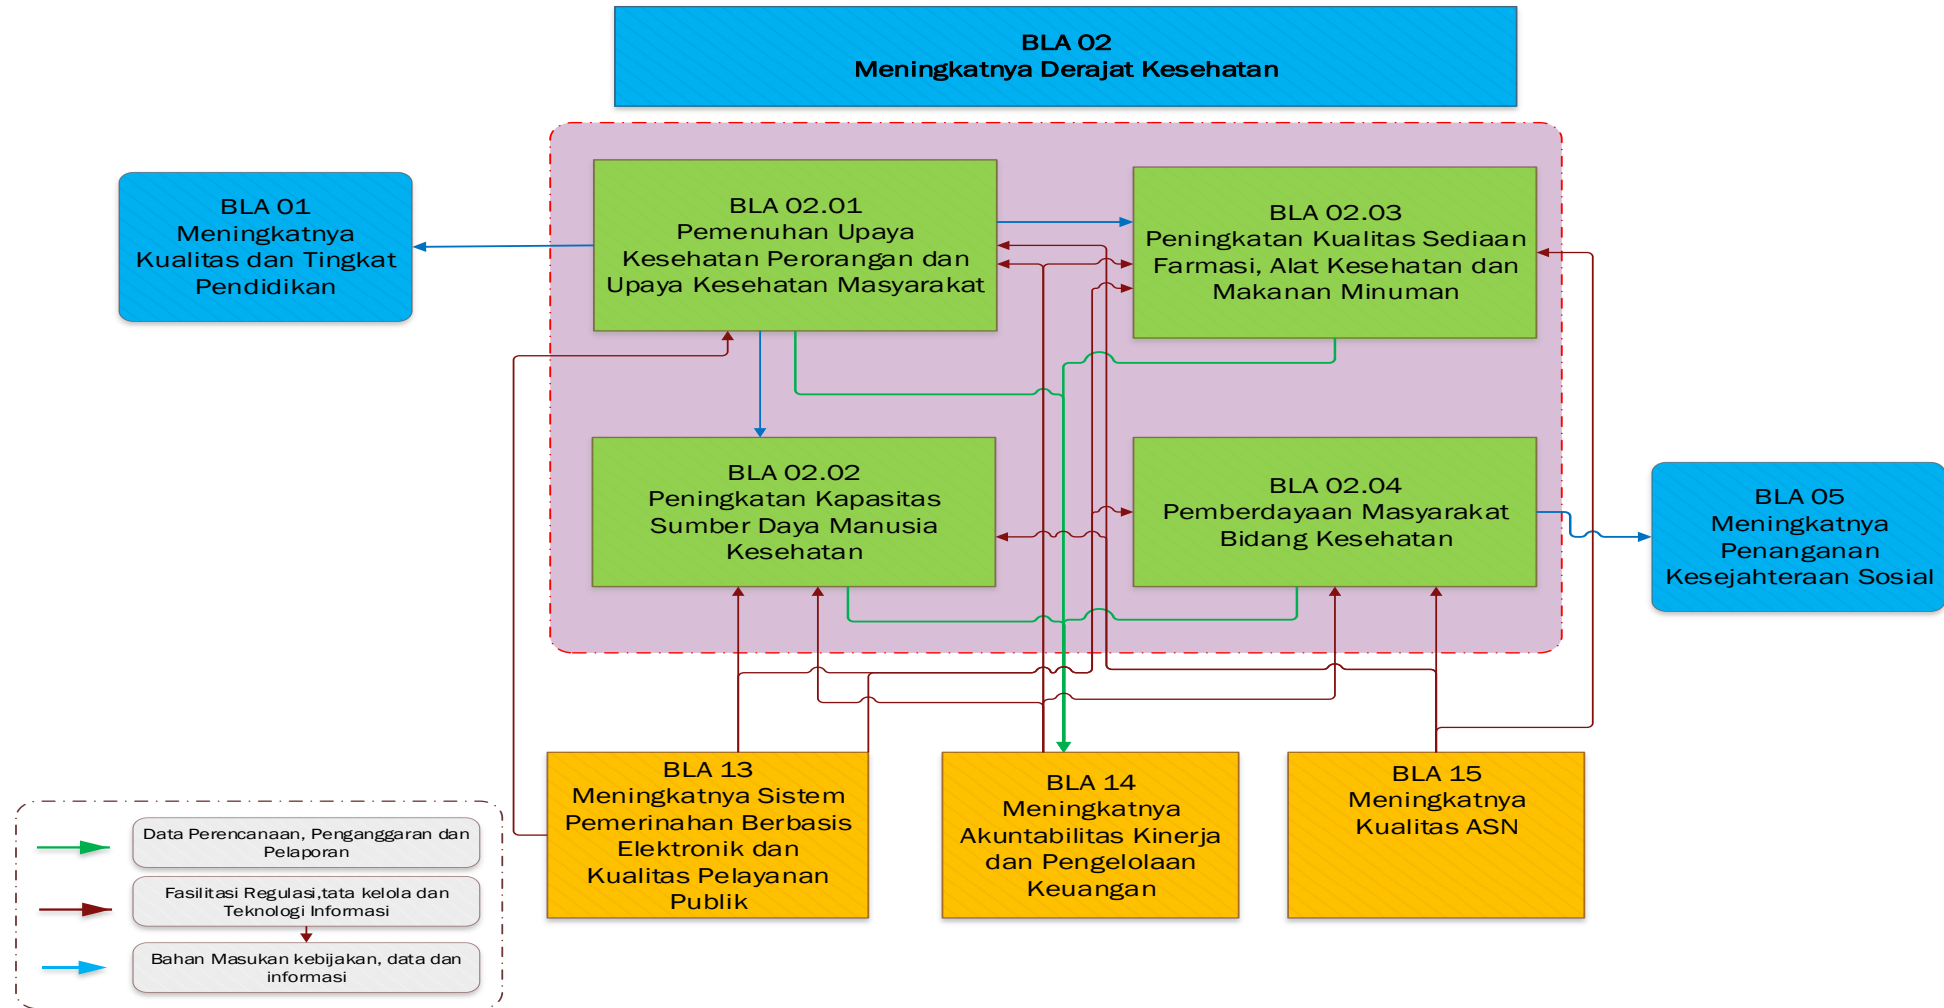 BLA 02
Meningkatnya Derajat Kesehatan
BLA 01
Meningkatnya
Kualitas dan Tingkat
Pendidikan
BLA 02.01
Pemenuhan Upaya
Kesehatan Perorangan dan
Upaya Kesehatan Masyarakat
BLA 02.03
Peningkatan Kualitas Sediaan
Farmasi, Alat Kesehatan dan
Makanan Minuman
BLA 02.02
Peningkatan Kapasitas
Sumber Daya Manusia
Kesehatan
BLA 02.04
Pemberdayaan Masyarakat
Bidang Kesehatan
BLA 05
Meningkatnya
Penanganan
Kesejahteraan Sosial
BLA 13
Meningkatnya Sistem
Pemerinahan Berbasis
Elektronik dan
Kualitas Pelayanan
Publik
BLA 14
Meningkatnya
Akuntabilitas Kinerja
dan Pengelolaan
Keuangan
BLA 15
Meningkatnya
Kualitas ASN
Data Perencanaan, Penganggaran dan
Pelaporan
Fasilitasi Regulasi,tata kelola dan
Teknologi Informasi
Bahan Masukan kebijakan, data dan
informasi